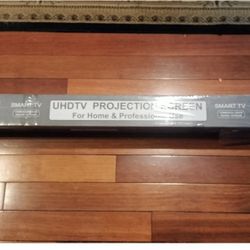 SMART TV
UHDTV PROJECTION SCREEN
For Home & Professional Use
SMART TV